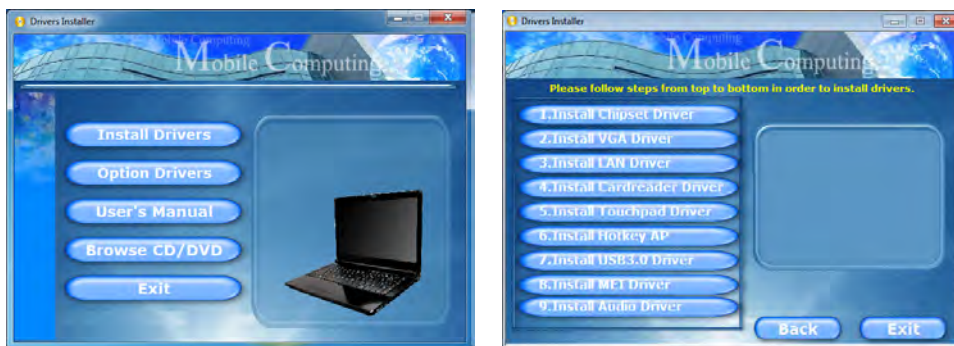 Drivers Installer
Mobile Computing
Mobile Computing
Install Drivers
Option Drivers
User's Manual
Browse CD/DVD
Exit
Drivers Installer
Mobile Computing
Please follow steps from top to bottom in order to install drivers.
1.Install Chipset Driver
2.Install VGA Driver
3.Install LAN Driver
4.Install Cardreader Driver
5.Install Touchpad Driver
6.Install Hotkey AP
7.Install USB3.0 Driver
8.Install MEI Driver
9.Install Audio Driver
Back
Exit